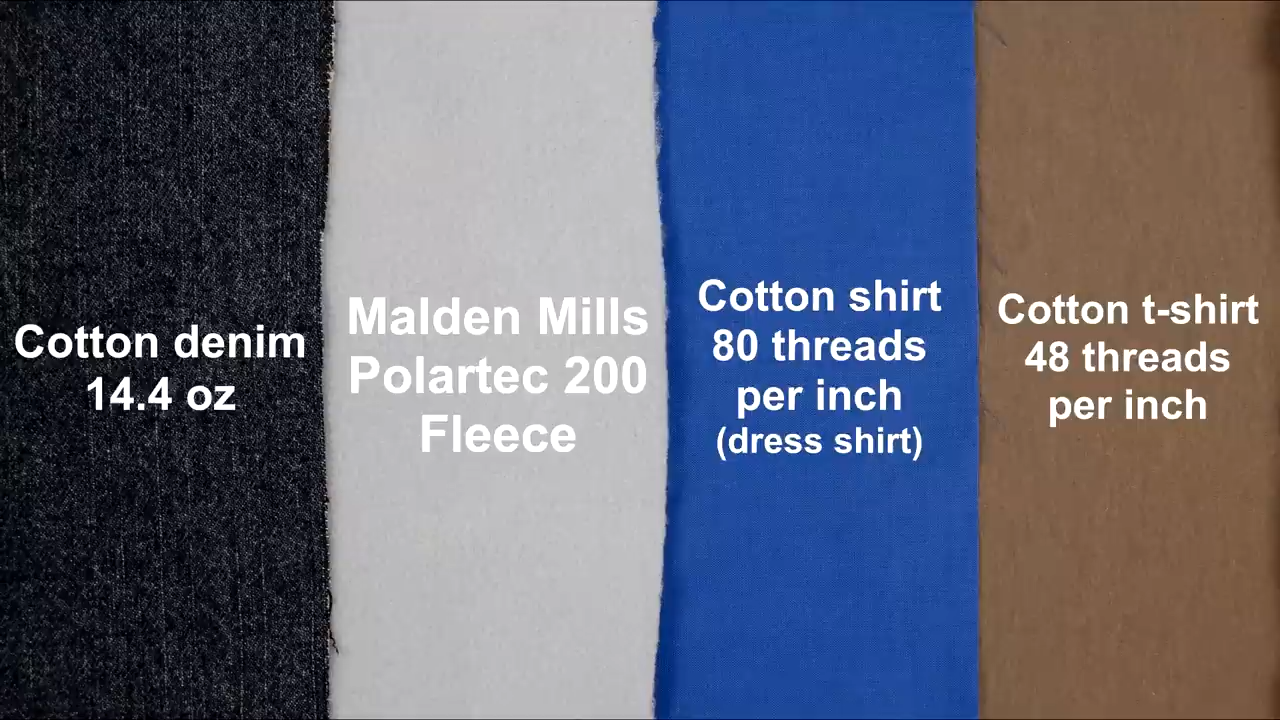 Cotton denim
14.4 oz
Malden Mills
Polartec 200
Fleece
Cotton shirt
80 threads
per inch
(dress shirt)
Cotton t-shirt
48 threads
per inch